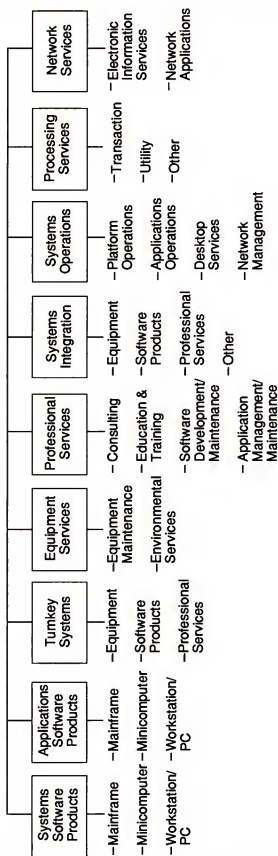 Systems
Software
Products
–Mainframe
–Minicomputer
–Workstation/
PC
Applications
Software
Products
–Mainframe
–Minicomputer
–Workstation/
PC
Turnkey
Systems
–Equipment
–Software
Products
–Professional
Services
Equipment
Services
–Equipment
Maintenance
–Environmental
Services
Professional
Services
–Consulting
–Education &
Training
–Software
Development/
Maintenance
–Application
Management/
Maintenance
Systems
Integration
–Equipment
–Software
Products
–Professional
Services
–Other
Systems
Operations
–Platform
Operations
–Applications
Operations
–Desktop
Services
–Network
Management
Processing
Services
–Transaction
–Utility
–Other
Network
Services
–Electronic
Information
Services
–Network
Applications